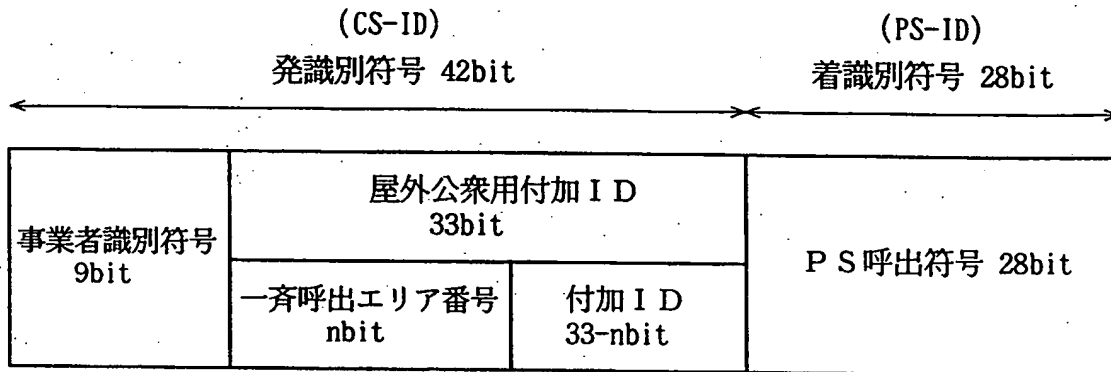 (CS-ID)
発識別符号 42bit
(PS-ID)
着識別符号 28bit
事業者識別符号
9bit
屋外公衆用付加ＩＤ
33bit
一斉呼出エリア番号
nbit
付加ＩＤ
33-nbit
ＰＳ呼出符号 28bit